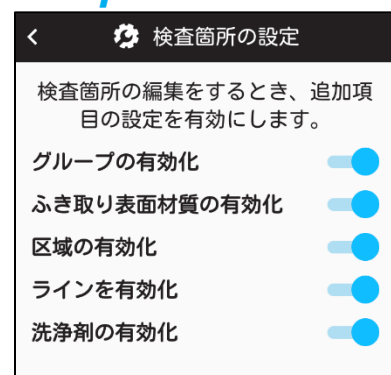 検査箇所の設定
検査箇所の編集をするとき、追加項
目の設定を有効にします。
グループの有効化
ふき取り表面材質の有効化
区域の有効化
ラインを有効化
洗浄剤の有効化